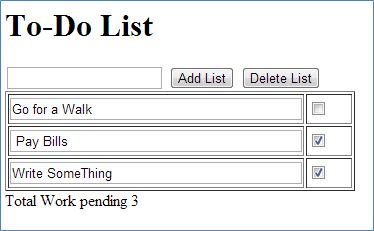 To-Do List
Add List Delete List
Go for a Walk
Pay Bills
Write SomeThing
Total Work pending 3